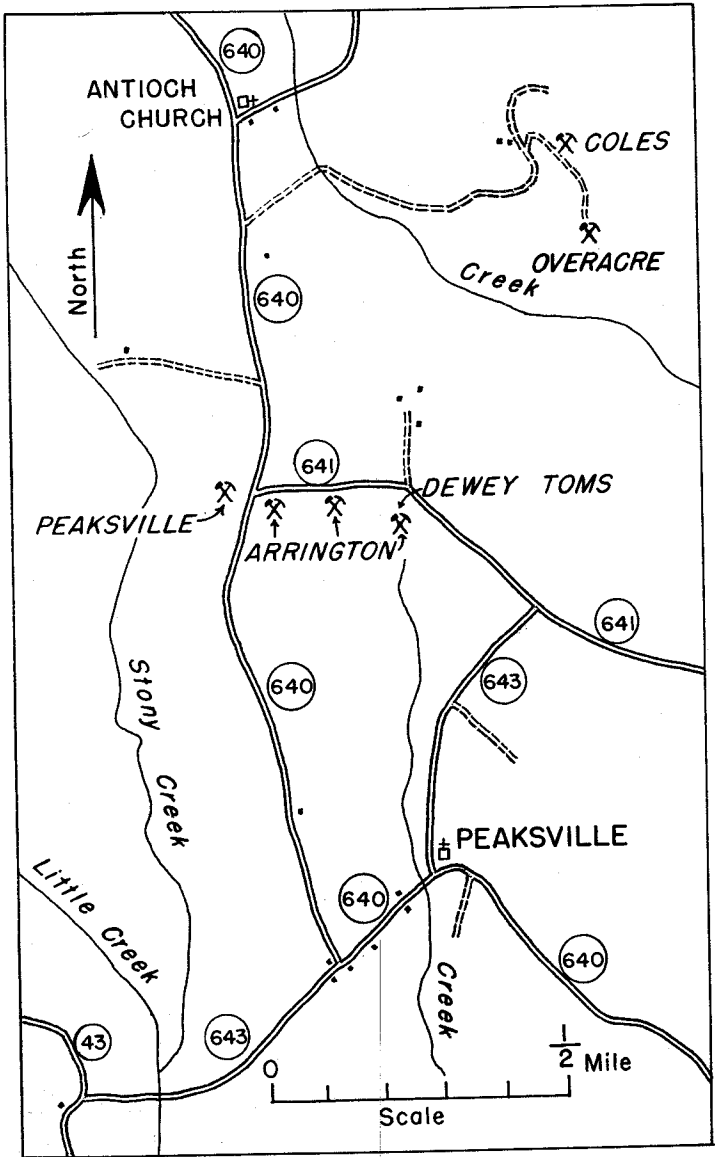 640
ANTIOCH
CHURCH
COLES
North
OVERACRE
Creek
640
641
DEWEY TOMS
PEAKSVILLE
ARRINGTON
641
Stony
Creek
643
640
PEAKSVILLE
Little Creek
640
640
Creek
43
643
0
1/2 Mile
Scale